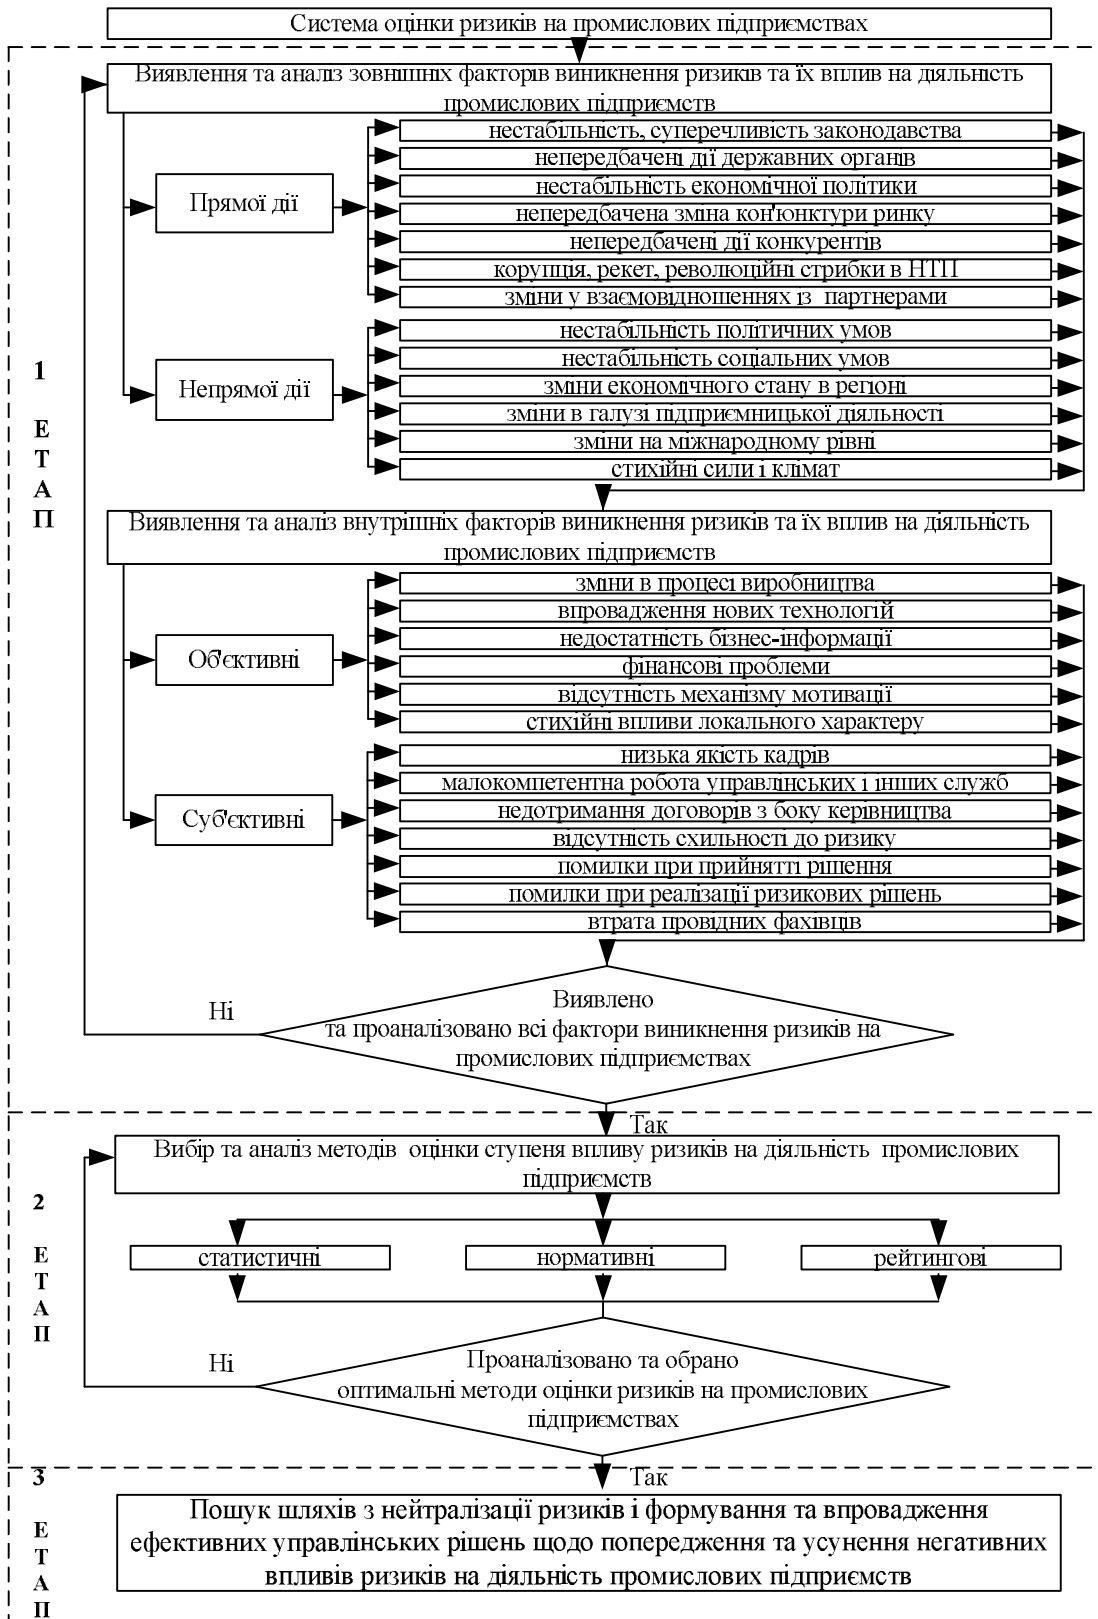 Система оцінки ризиків на промислових підприємствах
Виявлення та аналіз зовнішніх факторів виникнення ризиків та їх вплив на діяльність
промислових підприємств
нестабільність, суперечливість законодавства
непередбачені дії державних органів
нестабільність економічної політики
Прямої дії
непередбачена зміна кон'юнктури ринку
непередбачені дії конкурентів
корупція, рекет, революційні стрибки в НТП
зміни у взаємовідношеннях із партнерами
нестабільність політичних умов
нестабільність соціальних умов
Непрямої дії
зміни економічного стану в регіоні
зміни в галузі підприємницької діяльності
зміни на міжнародному рівні
стихійні сили і клімат
1
Е
Т
А
П
Виявлення та аналіз внутрішніх факторів виникнення ризиків та їх вплив на діяльність
промислових підприємств
зміни в процесі виробництва
впровадження нових технологій
недостатність бізнес-інформації
Об'єктивні
фінансові проблеми
відсутність механізму мотивації
стихійні впливи локального характеру
низька якість кадрів
малокомпетентна робота управлінських і інших служб
недотримання договорів з боку керівництва
Суб'єктивні
відсутність схильності до ризику
помилки при прийнятті рішення
помилки при реалізації ризикових рішень
втрата провідних фахівців
Ні
Виявлено
та проаналізовано всі фактори виникнення ризиків на
промислових підприємствах
Так
Вибір та аналіз методів оцінки ступеня впливу ризиків на діяльність промислових
підприємств
2
Е
Т
А
П
статистичні
нормативні
рейтингові
Ні
Проаналізовано та обрано
оптимальні методи оцінки ризиків на промислових
підприємствах
Так
3
Е
Т
А
П
Пошук шляхів з нейтралізації ризиків і формування та впровадження
ефективних управлінських рішень щодо попередження та усунення негативних
впливів ризиків на діяльність промислових підприємств